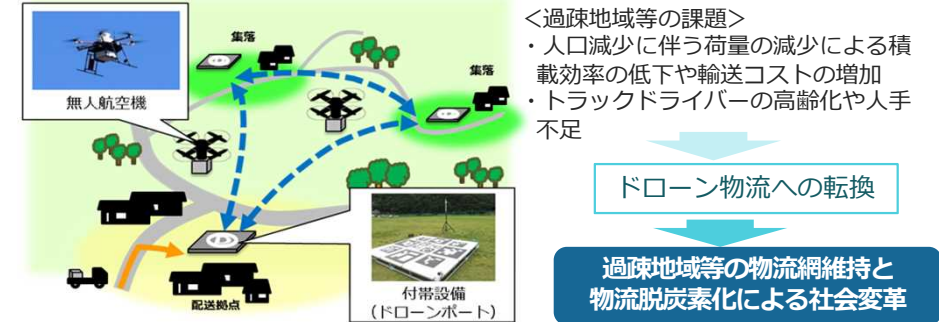 集落
集落
無人航空機
配送拠点
付帯設備
(ドローンポート)
＜過疎地域等の課題＞
・人口減少に伴う荷量の減少による積
載効率の低下や輸送コストの増加
・トラックドライバーの高齢化や人手
不足
ドローン物流への転換
過疎地域等の物流網維持と
物流脱炭素化による社会変革